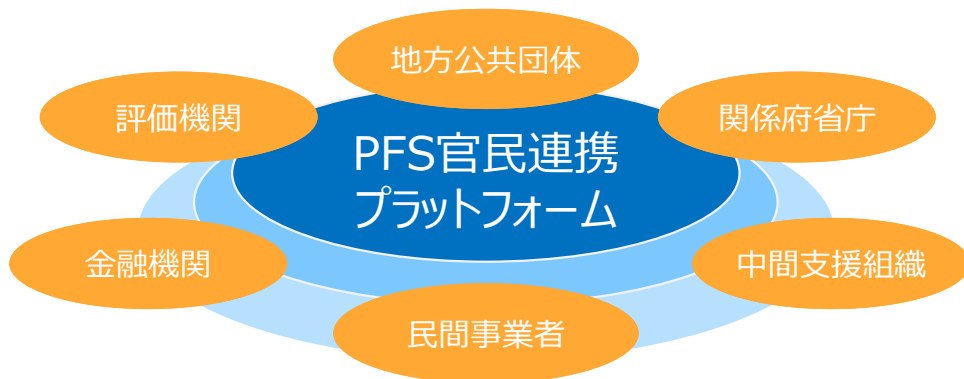 地方公共団体
評価機関
関係府省庁
PFS官民連携
プラットフォーム
金融機関
中間支援組織
民間事業者